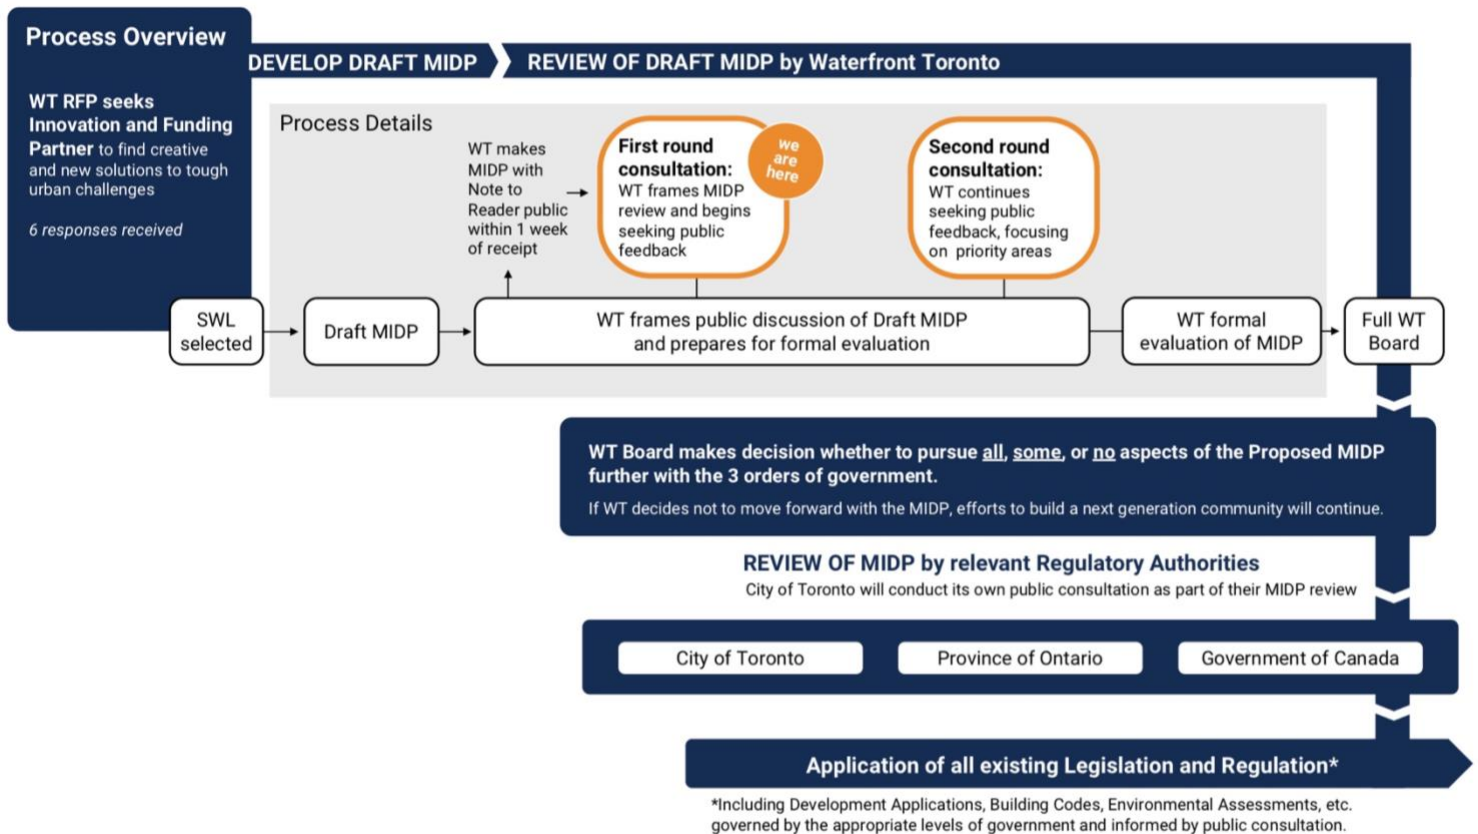 Process Overview
WT RFP seeks
Innovation and Funding
Partner to find creative
and new solutions to tough
urban challenges
6 responses received
DEVELOP DRAFT MIDP
REVIEW OF DRAFT MIDP by Waterfront Toronto
Process Details
WT makes
MIDP with
Note to
Reader public
within 1 week
of receipt
First round
consultation:
WT frames MIDP
review and begins
seeking public
feedback
we
are
here
Second round
consultation:
WT continues
seeking public
feedback, focusing
on priority areas
SWL
selected
Draft MIDP
WT frames public discussion of Draft MIDP
and prepares for formal evaluation
WT formal
evaluation of MIDP
Full WT
Board
WT Board makes decision whether to pursue all, some, or no aspects of the Proposed MIDP
further with the 3 orders of government.
If WT decides not to move forward with the MIDP, efforts to build a next generation community will continue.
REVIEW OF MIDP by relevant Regulatory Authorities
City of Toronto will conduct its own public consultation as part of their MIDP review
City of Toronto
Province of Ontario
Government of Canada
Application of all existing Legislation and Regulation*
*Including Development Applications, Building Codes, Environmental Assessments, etc.
governed by the appropriate levels of government and informed by public consultation.